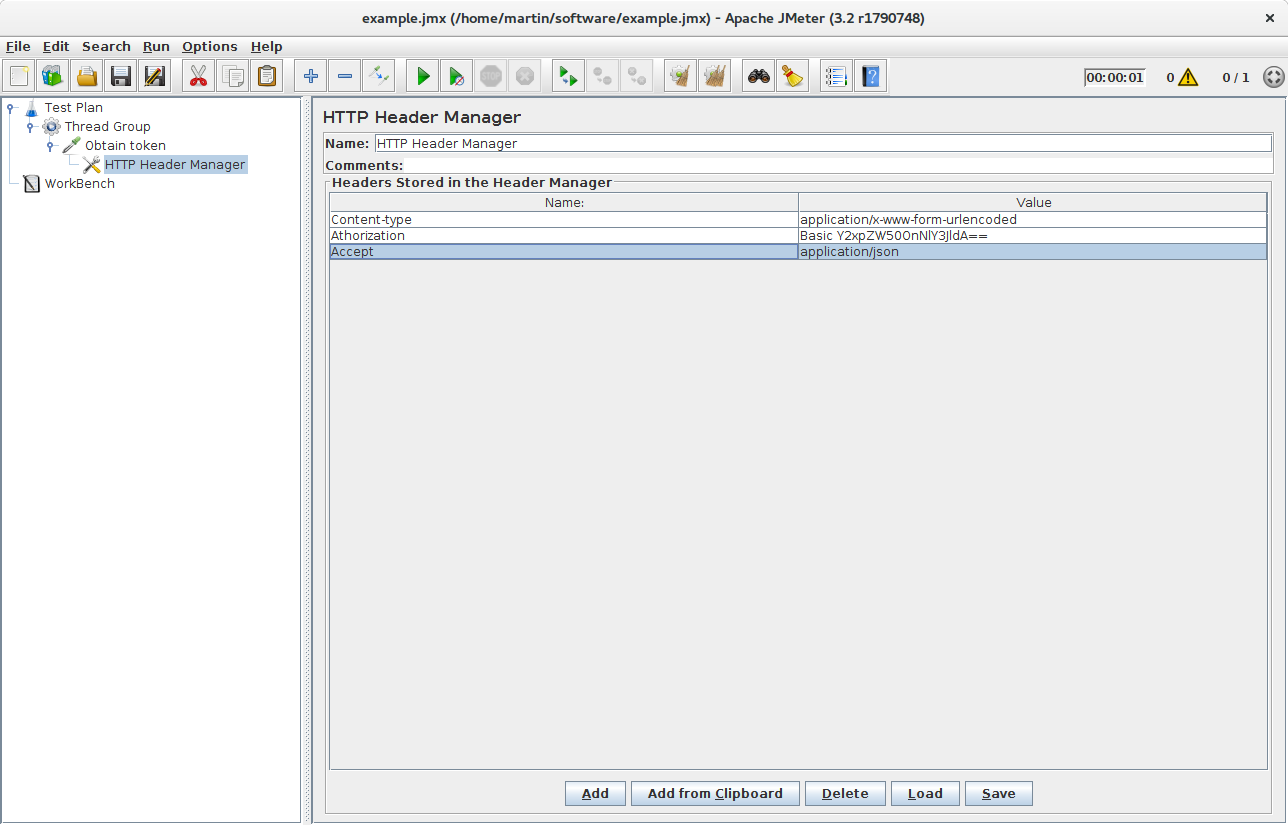 example.jmx (/home/martin/software/example.jmx) - Apache JMeter (3.2 r1790748)
File Edit Search Run Options Help
STOP 00:00:01 0 0 / 1
Test Plan
Thread Group
Obtain token
HTTP Header Manager
WorkBench
HTTP Header Manager
Name: HTTP Header Manager
Comments:
Headers Stored in the Header Manager
Name: Value
Content-type application/x-www-form-urlencoded
Athorization Basic Y2xpZW50OnNlY3JldA==
Accept application/json
Add Add from Clipboard Delete Load Save